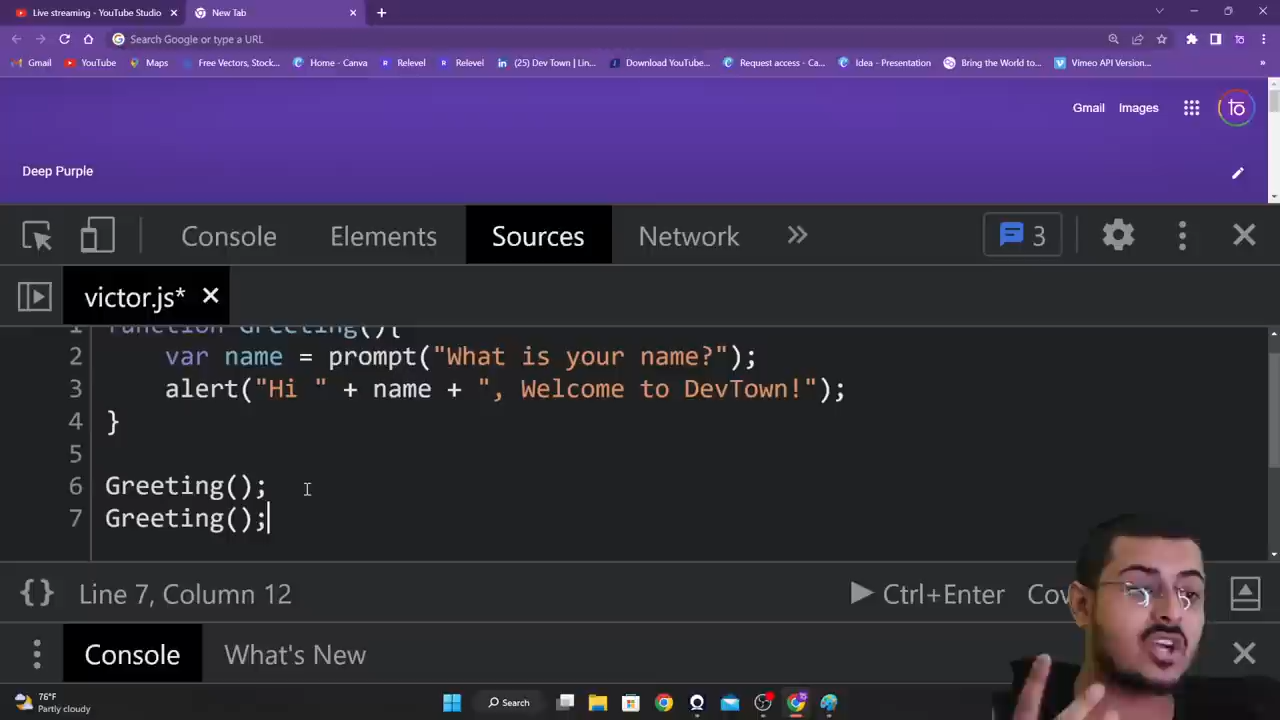 Live streaming - YouTube Studio
New Tab
Search Google or type a URL
Gmail
YouTube
Maps
Free Vectors, Stock...
Home - Canva
Relevel
Relevel
(25) Dev Town | Lin...
Download YouTube...
Request access - Ca...
Idea - Presentation
Bring the World to...
Vimeo API Version...
»
Gmail Images
Deep Purple
Console Elements Sources Network » 3
victor.js*
1 function Greeting(){
2 var name = prompt("What is your name?");
3 alert("Hi " + name + ", Welcome to DevTown!");
4 }
5
6 Greeting();
7 Greeting();
{} Line 7, Column 12 Ctrl+Enter Cov
Console What's New
76°F
Partly cloudy
Search